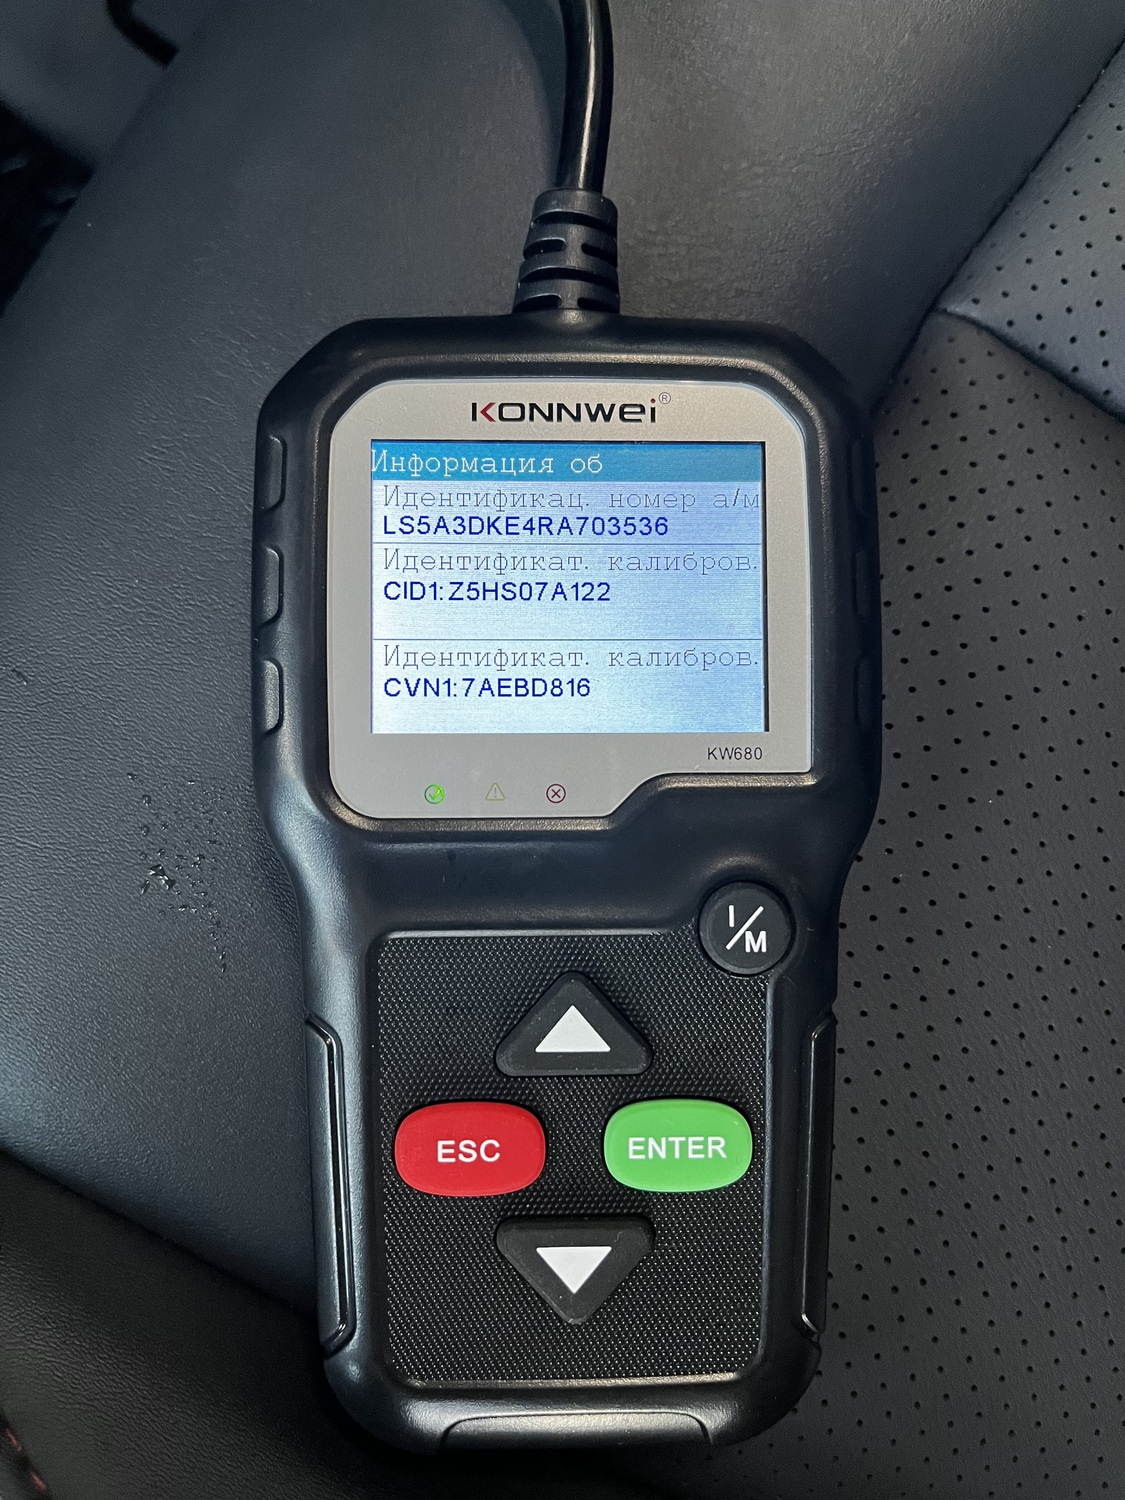 KONNWEI®
Информация об
Идентификац. номер а/м
LS5A3DKE4RA703536
Идентификат. калибров.
CID1:Z5HS07A122
Идентификат. калибров.
CVN1:7AEBD816
KW680
I/M
ESC
ENTER